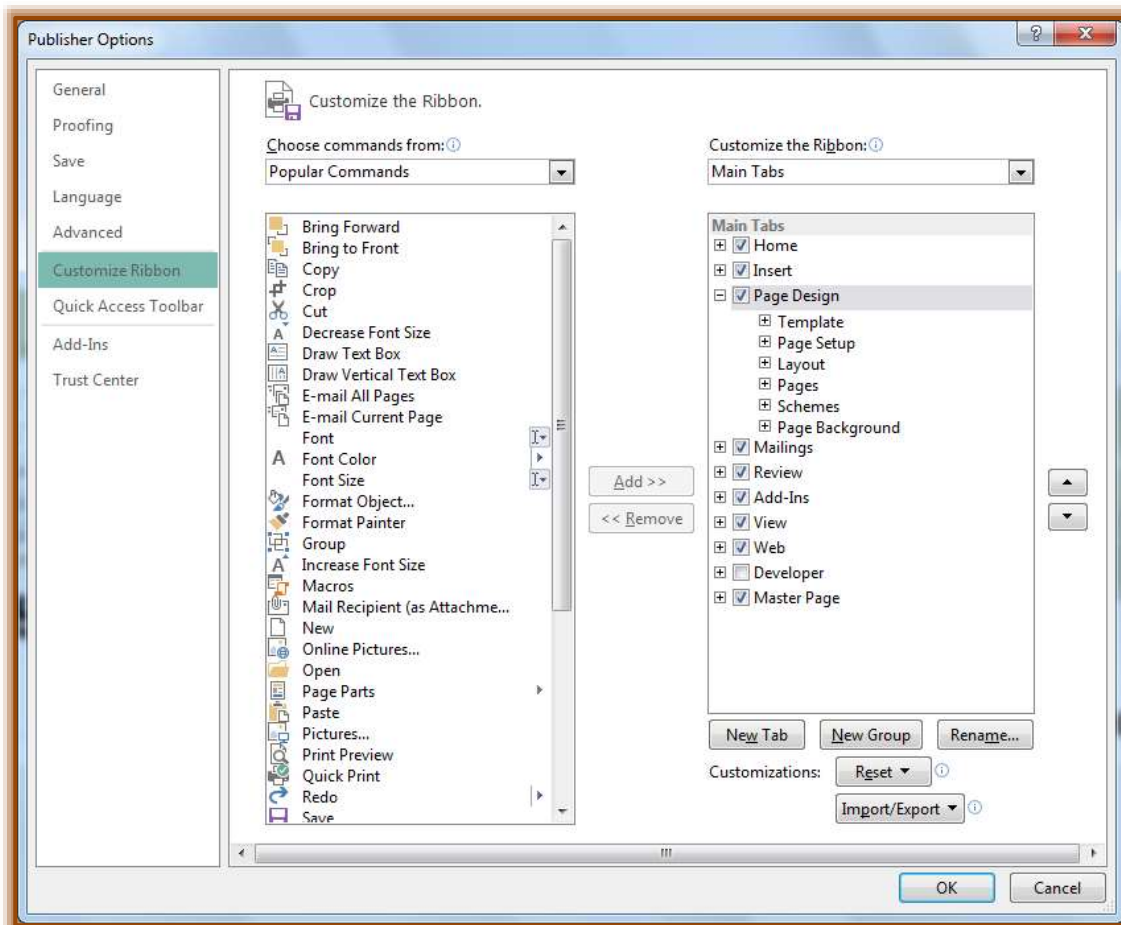 Publisher Options
General
Proofing
Save
Language
Advanced
Customize Ribbon
Quick Access Toolbar
Add-Ins
Trust Center
Customize the Ribbon.
Choose commands from:
Popular Commands
Bring Forward
Bring to Front
Copy
Crop
Cut
Decrease Font Size
Draw Text Box
Draw Vertical Text Box
E-mail All Pages
E-mail Current Page
Font
Font Color
Font Size
Format Object...
Format Painter
Group
Increase Font Size
Macros
Mail Recipient (as Attachme...
New
Online Pictures...
Open
Page Parts
Paste
Pictures...
Print Preview
Quick Print
Redo
Save
Add >>
<< Remove
Customize the Ribbon:
Main Tabs
Main Tabs
Home
Insert
Page Design
Template
Page Setup
Layout
Pages
Schemes
Page Background
Mailings
Review
Add-Ins
View
Web
Developer
Master Page
New Tab New Group Rename...
Customizations: Reset
Import/Export
OK Cancel